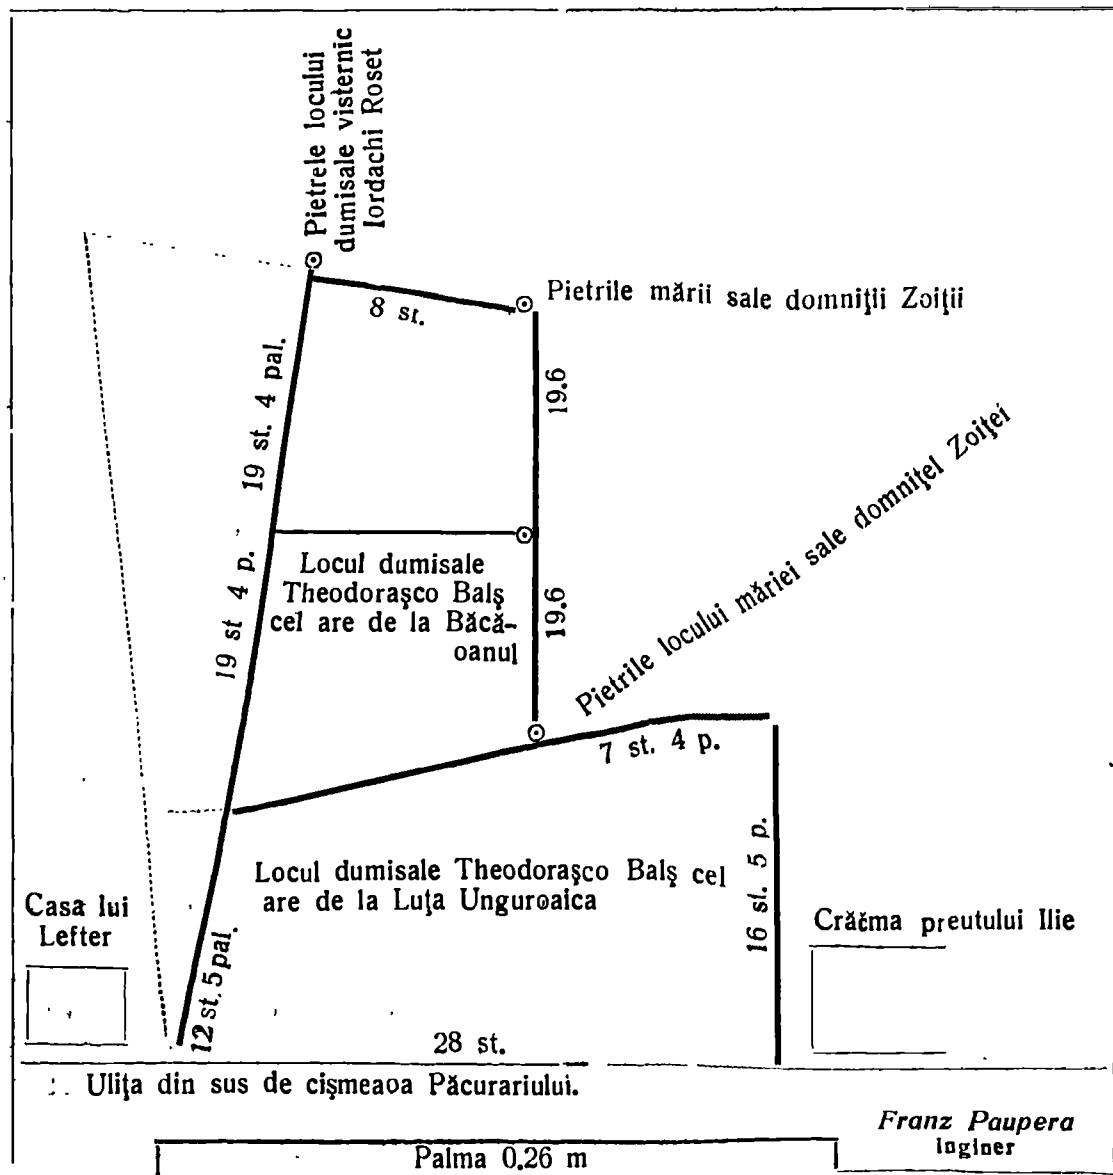 Pietrele locului
dumisale visternic
Iordachi Roset
8 st.
Pietrile mării sale domniţii Zoiţii
19 st. 4 pal.
19.6
Pietrile locului măriei sale domniţel Zoiţei
19 st 4 p.
Locul dumisale
Theodoraşco Balş
cel are de la Băcă-
oanul
19.6
7 st. 4 p.
Locul dumisale Theodoraşco Balş cel
are de la Luţa Unguroaica
16 st. 5 p.
Casa lui
Lefter
Crăčma preutului Ilie
12 st. 5 pal.
28 st.
Uliţa din sus de cişmeaoa Păcurariului.
Franz Paupera
inginer
Palma 0.26 m